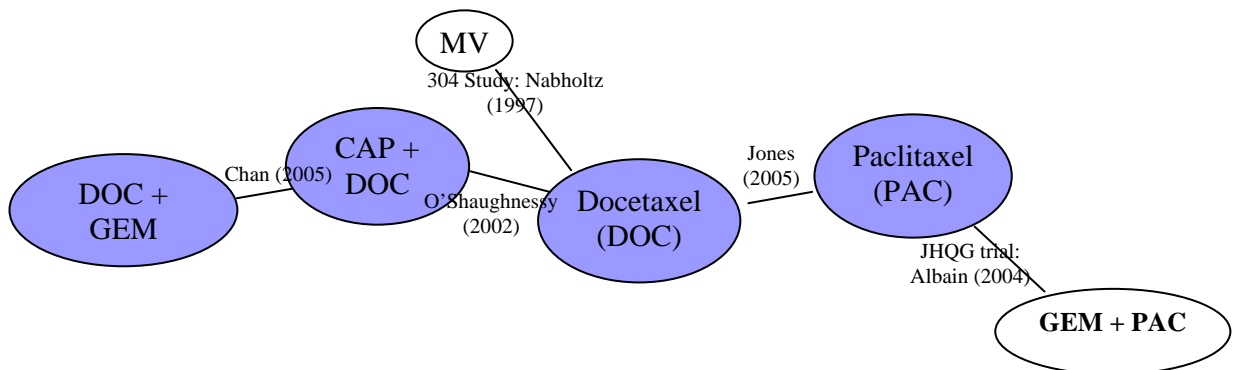 MV
304 Study: Nabholtz
(1997)
CAP +
DOC
Chan (2005)
DOC +
GEM
O'Shaughnessy
(2002)
Docetaxel
(DOC)
Jones
(2005)
Paclitaxel
(PAC)
JHQG trial:
Albain (2004)
GEM + PAC